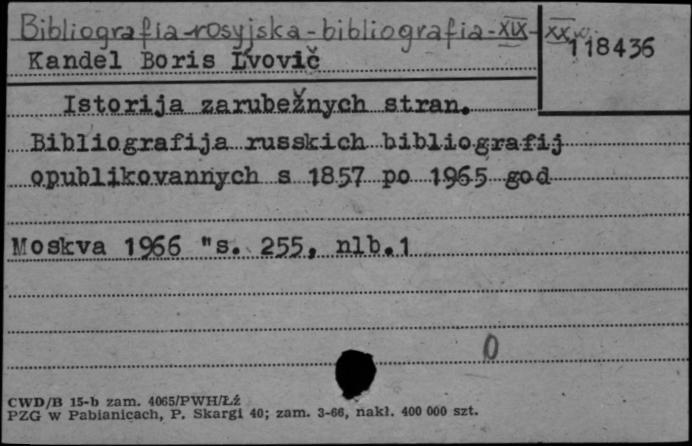 Bibliografia-rosyjska-bibliografia-XIX-XX w.
118436
Kandel Boris L'vovič
Istorija zarubežnych stran.
Bibliografija russkich bibliografij
opublikovannych s 1857 po 1965 god
Moskva 1966 "s. 255, nlb.1
0
CWD/B 15-b zam. 4065/PWH/Łź
PZG w Pabianicach, P. Skargi 40; zam. 3-66, nakł. 400 000 szt.